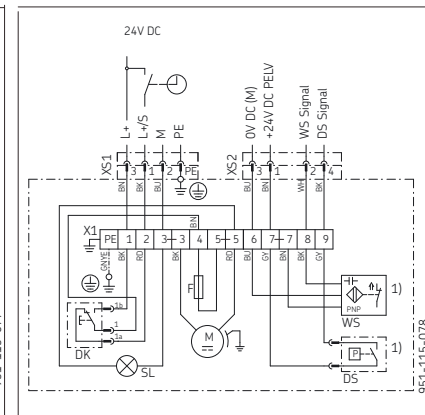 24V DC
L+
L+/S
M
PE
0V DC (M)
+24V DC PELV
WS Signal
DS Signal
XS1
3
1
2
PE
XS2
3
1
2
4
BN
BK
BU
BU
BN
WH
BK
BN
X1
PE
1
2
3
3
4
5
5
6
7
7
8
9
GNYE
BK
RD
BK
RD
BU
GY
BN
BK
GY
F
1b
1
1a
DK
SL
M
PNP
WS
1)
P
DS
1)
951-115-078